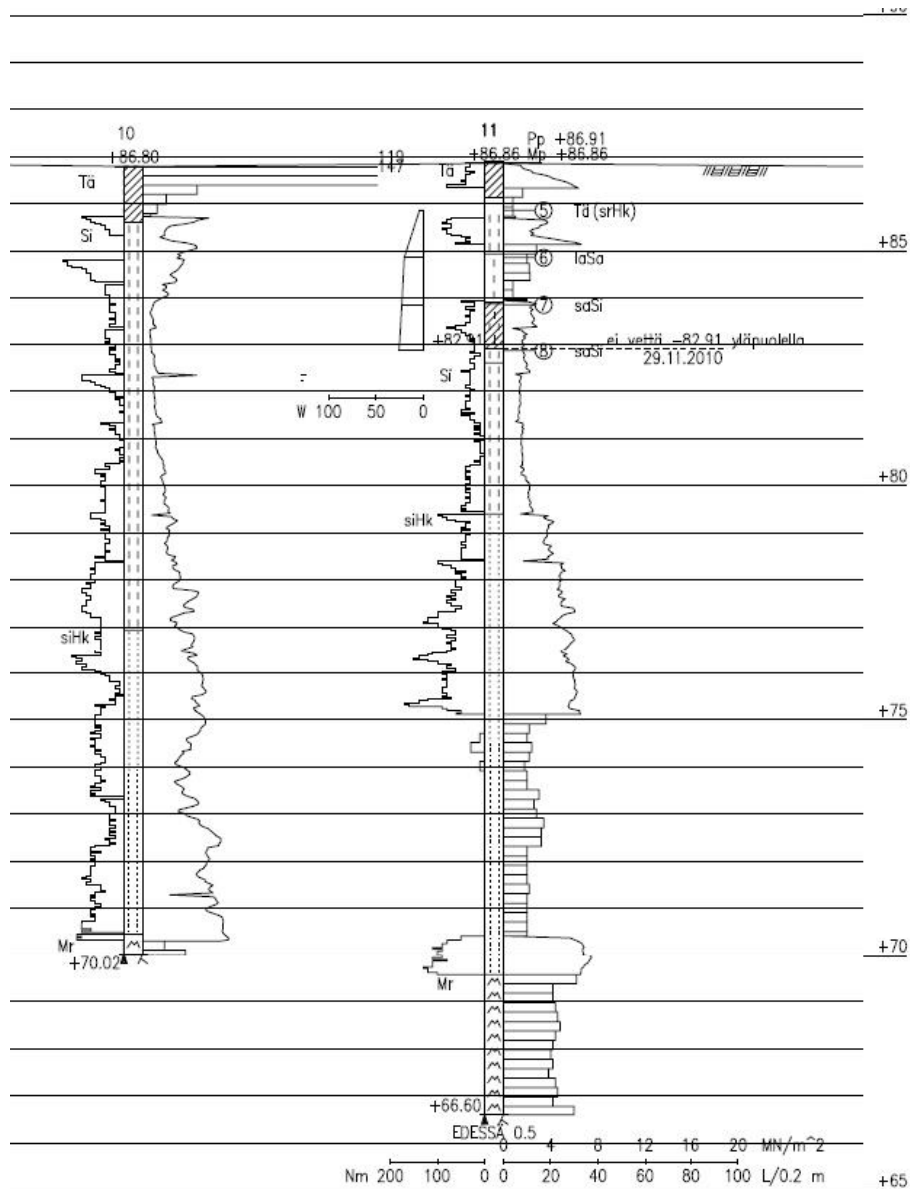 10
+86.80
119
147
Tä
Si
siHk
Mr
+70.02
11
Pp +86.91
+86.86 Mp +86.86
Tä
5 Tä (srHk)
6 laSa
7 saSi
+82.91
ei vettä -82.91 yläpuolella
8 saSi
29.11.2010
Si
W 100 50 0
siHk
Mr
+66.60
EDESSÄ 0.5
0 4 8 12 16 20 MN/m^2
Nm 200 100 0 0 20 40 60 80 100 L/0.2 m
+85
+80
+75
+70
+65